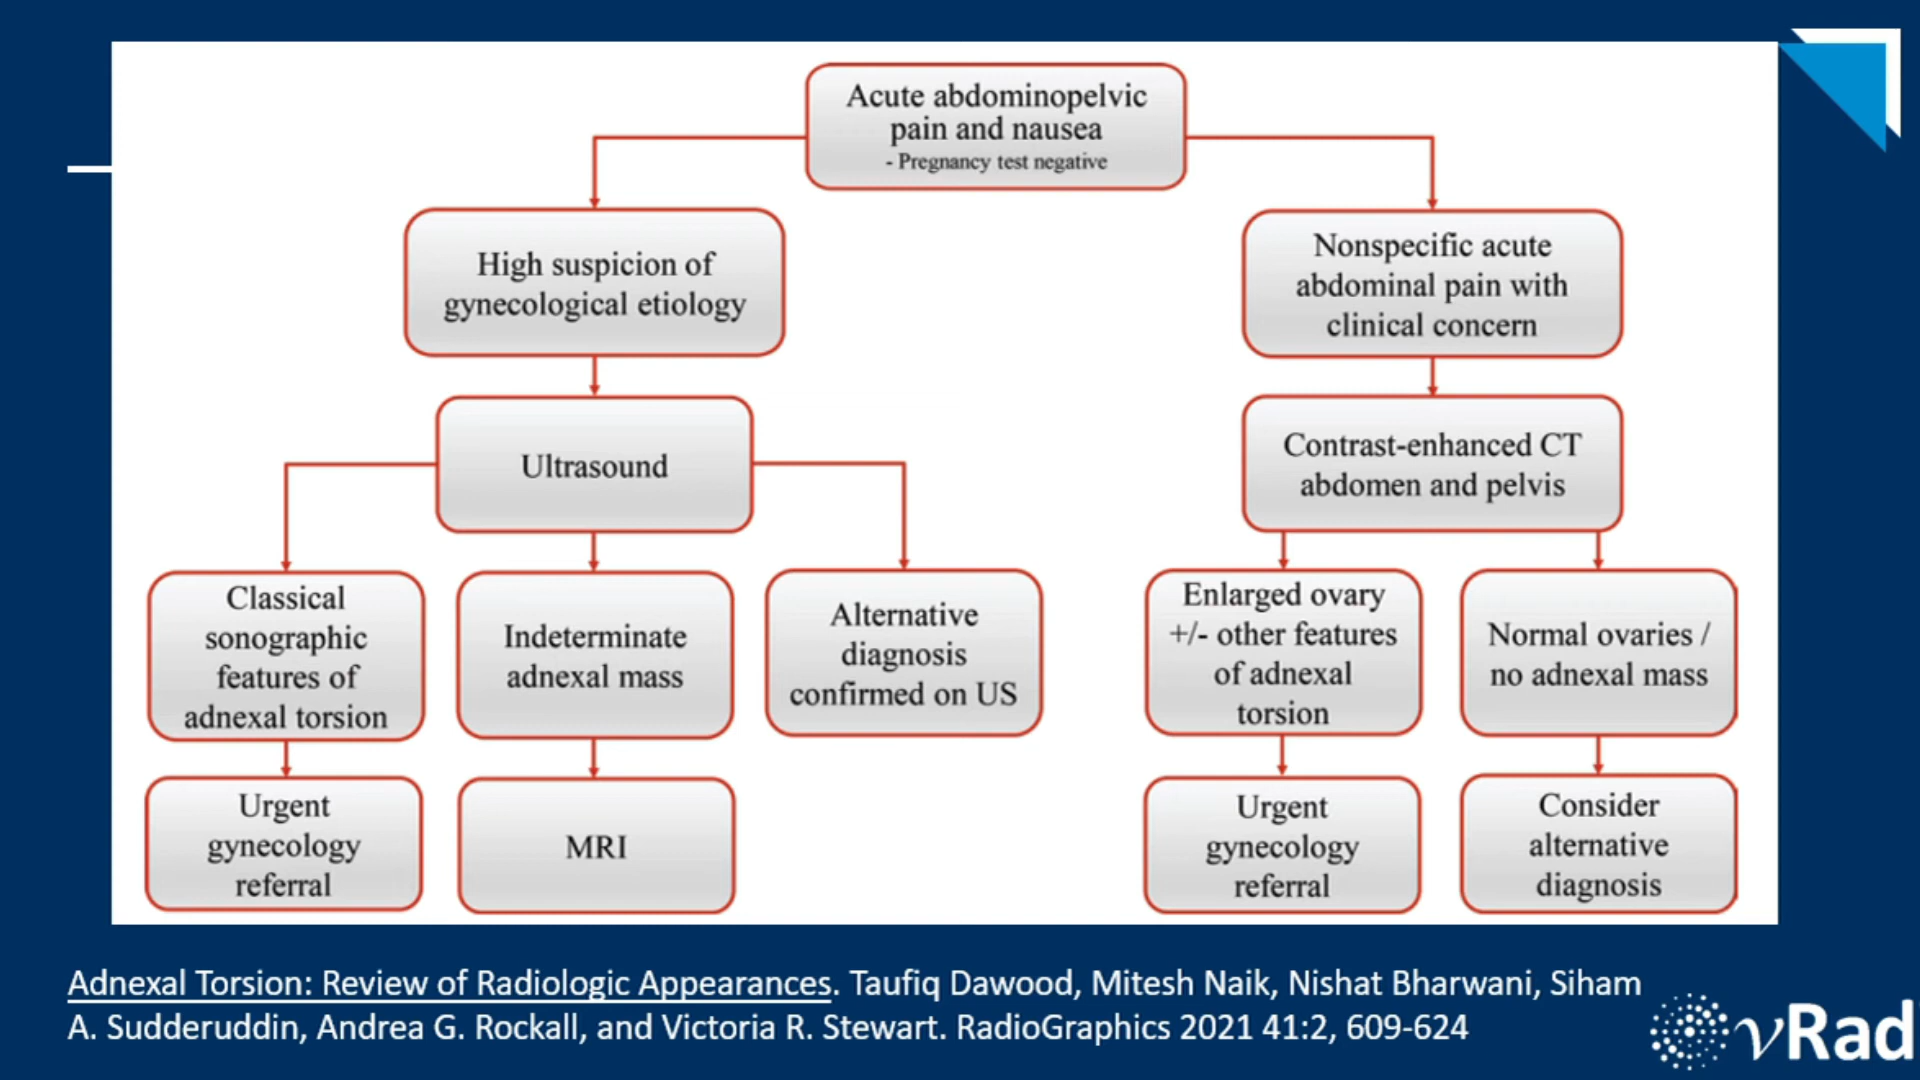 Acute abdominopelvic
pain and nausea
- Pregnancy test negative
High suspicion of
gynecological etiology
Nonspecific acute
abdominal pain with
clinical concern
Ultrasound
Contrast-enhanced CT
abdomen and pelvis
Classical
sonographic
features of
adnexal torsion
Indeterminate
adnexal mass
Alternative
diagnosis
confirmed on US
Enlarged ovary
+/- other features
of adnexal
torsion
Normal ovaries /
no adnexal mass
Urgent
gynecology
referral
MRI
Urgent
gynecology
referral
Consider
alternative
diagnosis
Adnexal Torsion: Review of Radiologic Appearances. Taufiq Dawood, Mitesh Naik, Nishat Bharwani, Siham
A. Sudderuddin, Andrea G. Rockall, and Victoria R. Stewart. RadioGraphics 2021 41:2, 609-624
vRad